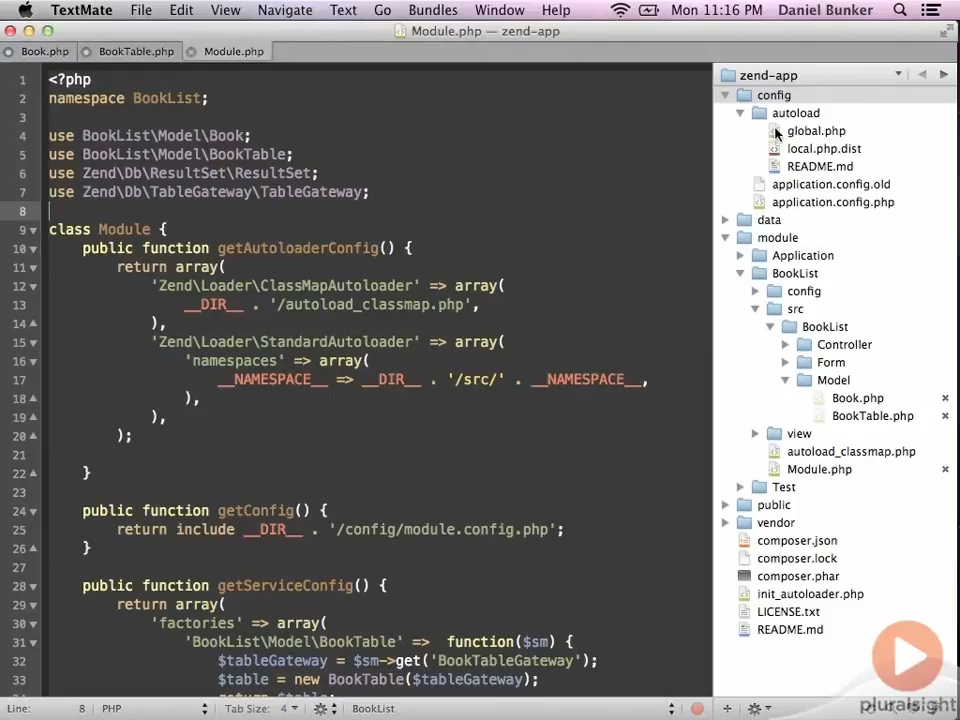 TextMate File Edit View Navigate Text Go Bundles Window Help Mon 11:16 PM Daniel Bunker
Module.php — zend-app
Book.php BookTable.php Module.php
1 <?php
2 namespace BookList;
3
4 use BookList\Model\Book;
5 use BookList\Model\BookTable;
6 use Zend\Db\ResultSet\ResultSet;
7 use Zend\Db\TableGateway\TableGateway;
8
9 class Module {
10 public function getAutoloaderConfig() {
11 return array(
12 'Zend\Loader\ClassMapAutoloader' => array(
13 __DIR__ . '/autoload_classmap.php',
14 ),
15 'Zend\Loader\StandardAutoloader' => array(
16 'namespaces' => array(
17 __NAMESPACE__ => __DIR__ . '/src/' . __NAMESPACE__,
18 ),
19 ),
20 );
21
22 }
23
24 public function getConfig() {
25 return include __DIR__ . '/config/module.config.php';
26 }
27
28 public function getServiceConfig() {
29 return array(
30 'factories' => array(
31 'BookList\Model\BookTable' => function($sm) {
32 $tableGateway = $sm->get('BookTableGateway');
33 $table = new BookTable($tableGateway);
return $table;
zend-app
config
autoload
global.php
local.php.dist
README.md
application.config.old
application.config.php
data
module
Application
BookList
config
src
BookList
Controller
Form
Model
Book.php
BookTable.php
view
autoload_classmap.php
Module.php
Test
public
vendor
composer.json
composer.lock
composer.phar
init_autoloader.php
LICENSE.txt
README.md
Line: 8 PHP Tab Size: 4 BookList
pluralsight